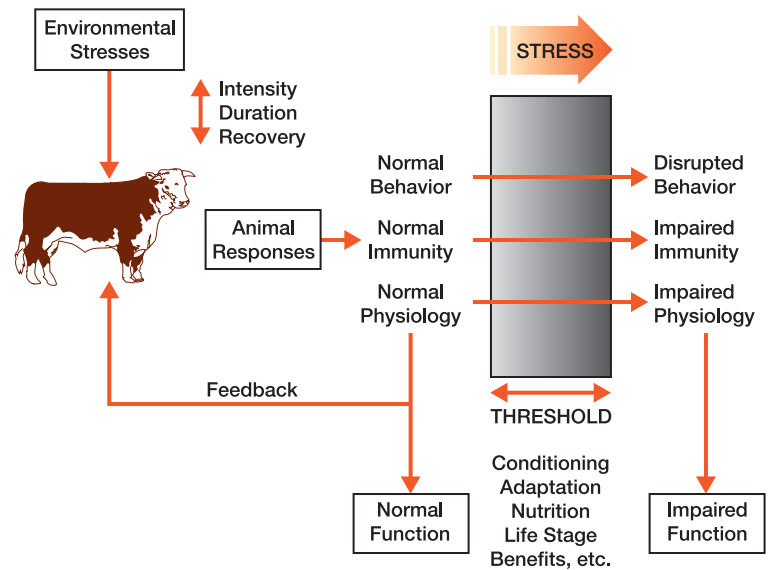 Environmental
Stresses
Intensity
Duration
Recovery
STRESS
Animal
Responses
Normal
Behavior
Normal
Immunity
Normal
Physiology
Disrupted
Behavior
Impaired
Immunity
Impaired
Physiology
Feedback
THRESHOLD
Conditioning
Adaptation
Nutrition
Life Stage
Benefits, etc.
Normal
Function
Impaired
Function